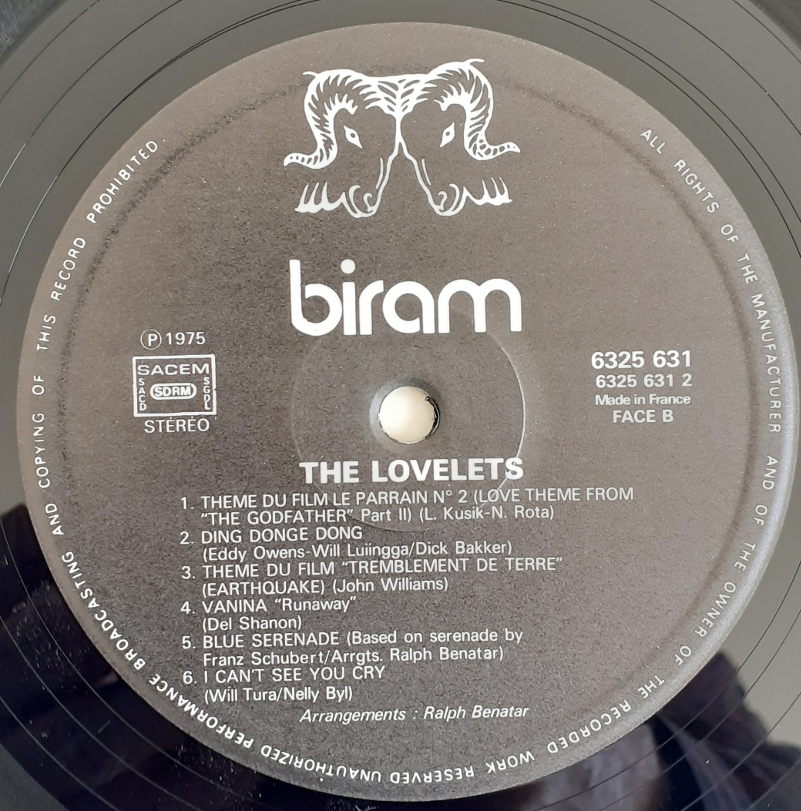 biram
Ⓟ 1975
SACEM
SACD SDRM SGDL
STÉRÉO
6325 631
6325 631 2
Made in France
FACE B
THE LOVELETS
1. THEME DU FILM LE PARRAIN N° 2 (LOVE THEME FROM
"THE GODFATHER" Part II) (L. Kusik-N. Rota)
2. DING DONGE DONG
(Eddy Owens-Will Luiingga/Dick Bakker)
3. THEME DU FILM "TREMBLEMENT DE TERRE"
(EARTHQUAKE) (John Williams)
4. VANINA "Runaway"
(Del Shanon)
5. BLUE SERENADE (Based on serenade by
Franz Schubert/Arrgts. Ralph Benatar)
6. I CAN'T SEE YOU CRY
(Will Tura/Nelly Byl)
Arrangements : Ralph Benatar
ALL RIGHTS OF THE MANUFACTURER AND OF THE OWNER OF THE RECORDED WORK RESERVED UNAUTHORIZED PERFORMANCE BROADCASTING AND COPYING OF THIS RECORD PROHIBITED.